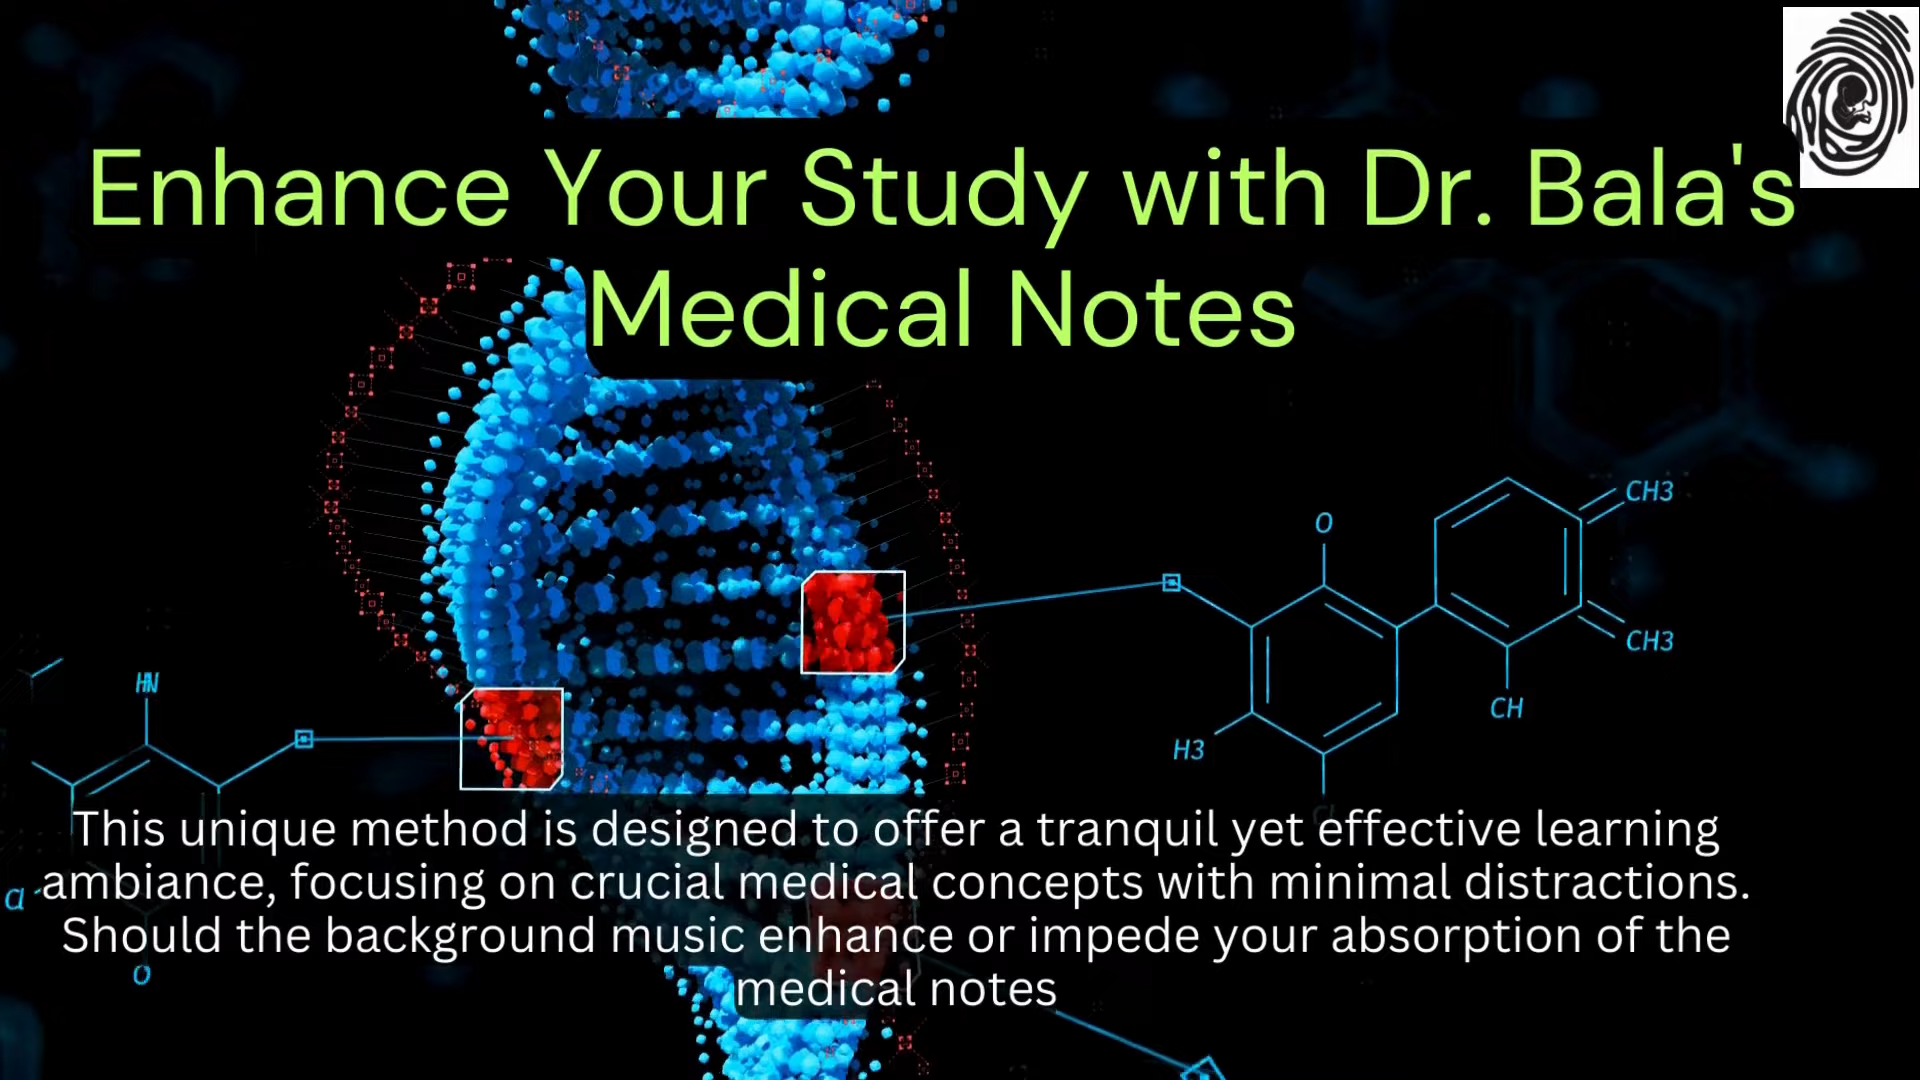 Enhance Your Study with Dr. Bala's
Medical Notes
CH3
O
CH3
HN
CH
H3
This unique method is designed to offer a tranquil yet effective learning
ambiance, focusing on crucial medical concepts with minimal distractions.
a
Should the background music enhance or impede your absorption of the
O
medical notes